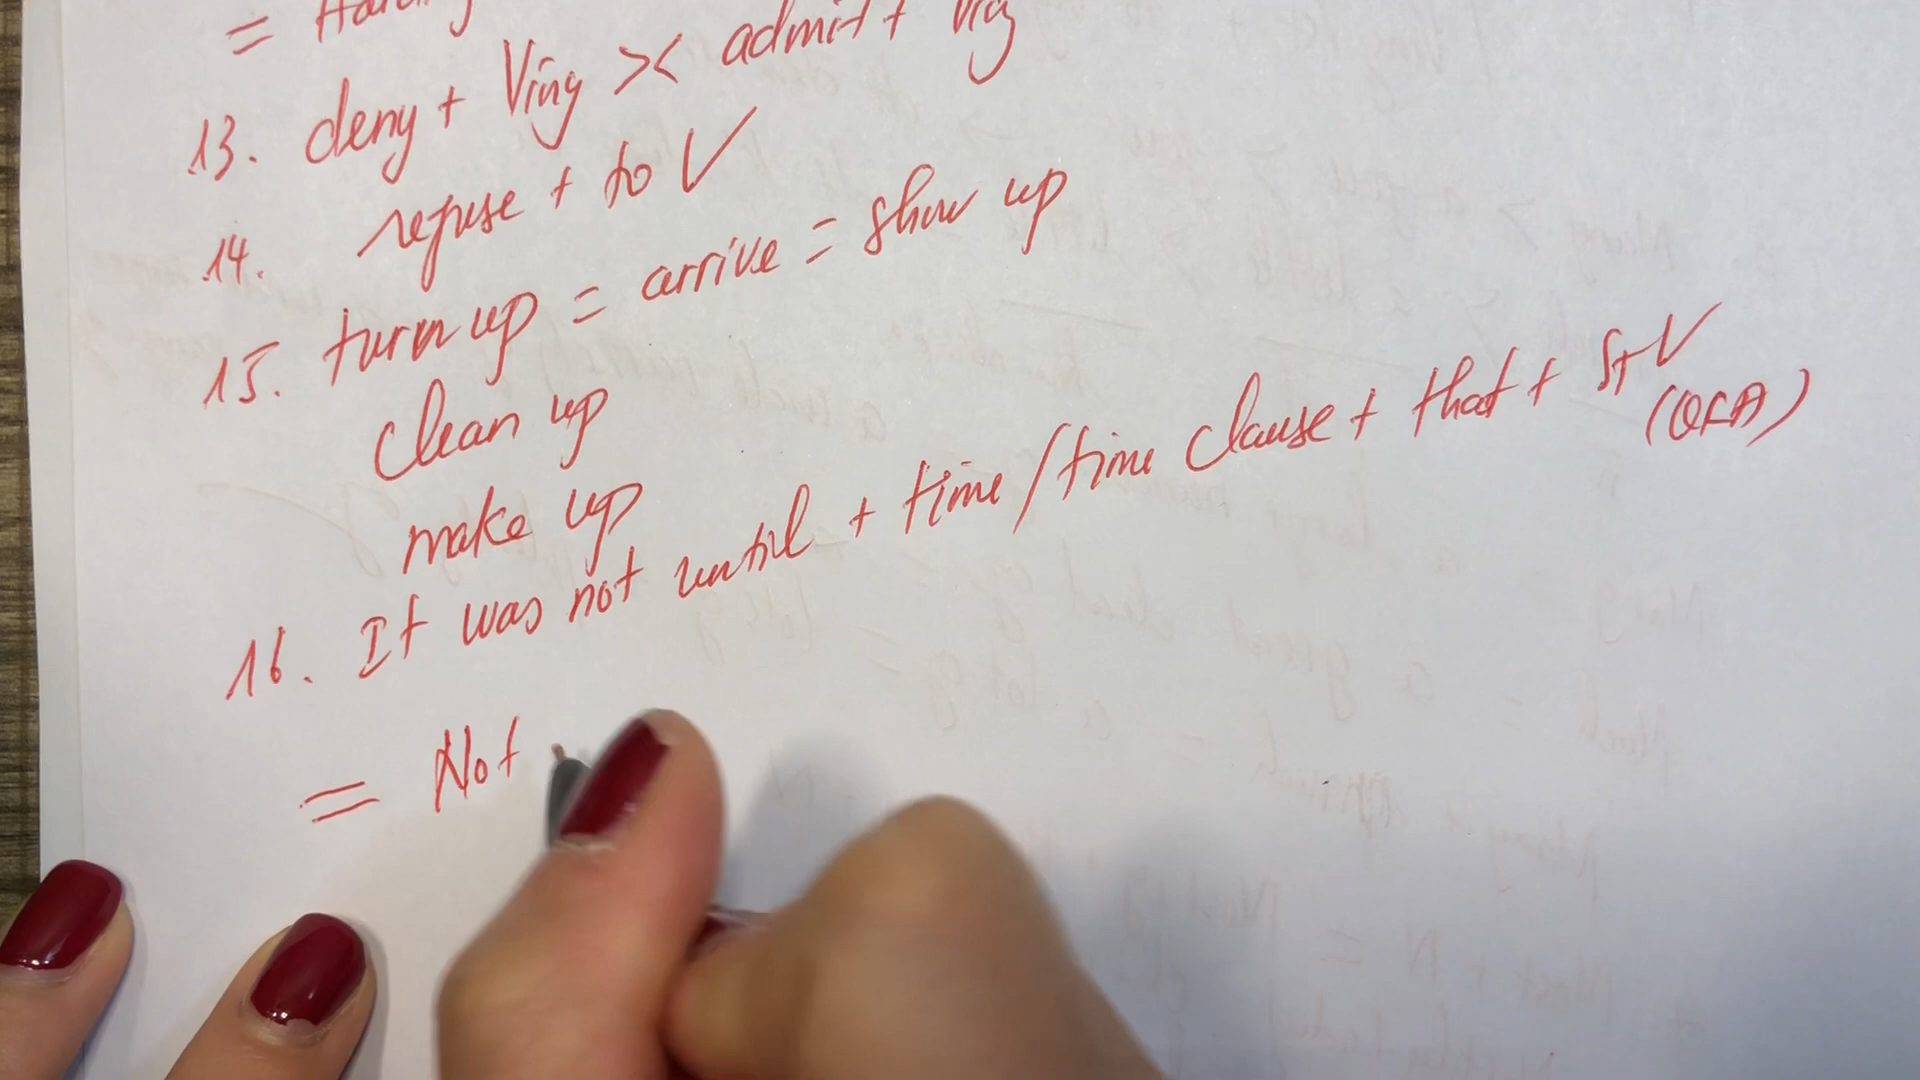 =
13. deny + Ving >< admit + Ving
14. refuse + to V
15. turn up = arrive = show up
clean up
make up
16. It was not until + time/time clause + that + S+V
(QKĐ)
= Not